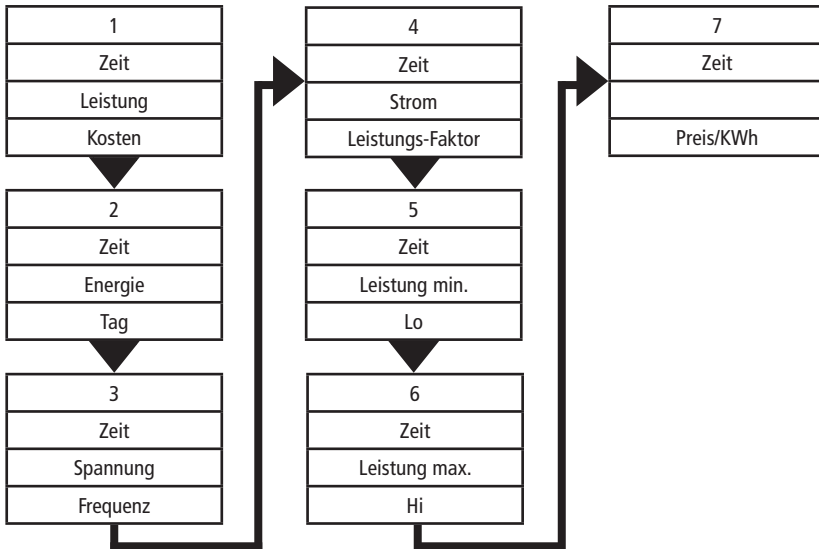 1
Zeit
Leistung
Kosten
2
Zeit
Energie
Tag
3
Zeit
Spannung
Frequenz
4
Zeit
Strom
Leistungs-Faktor
5
Zeit
Leistung min.
Lo
6
Zeit
Leistung max.
Hi
7
Zeit
Preis/KWh